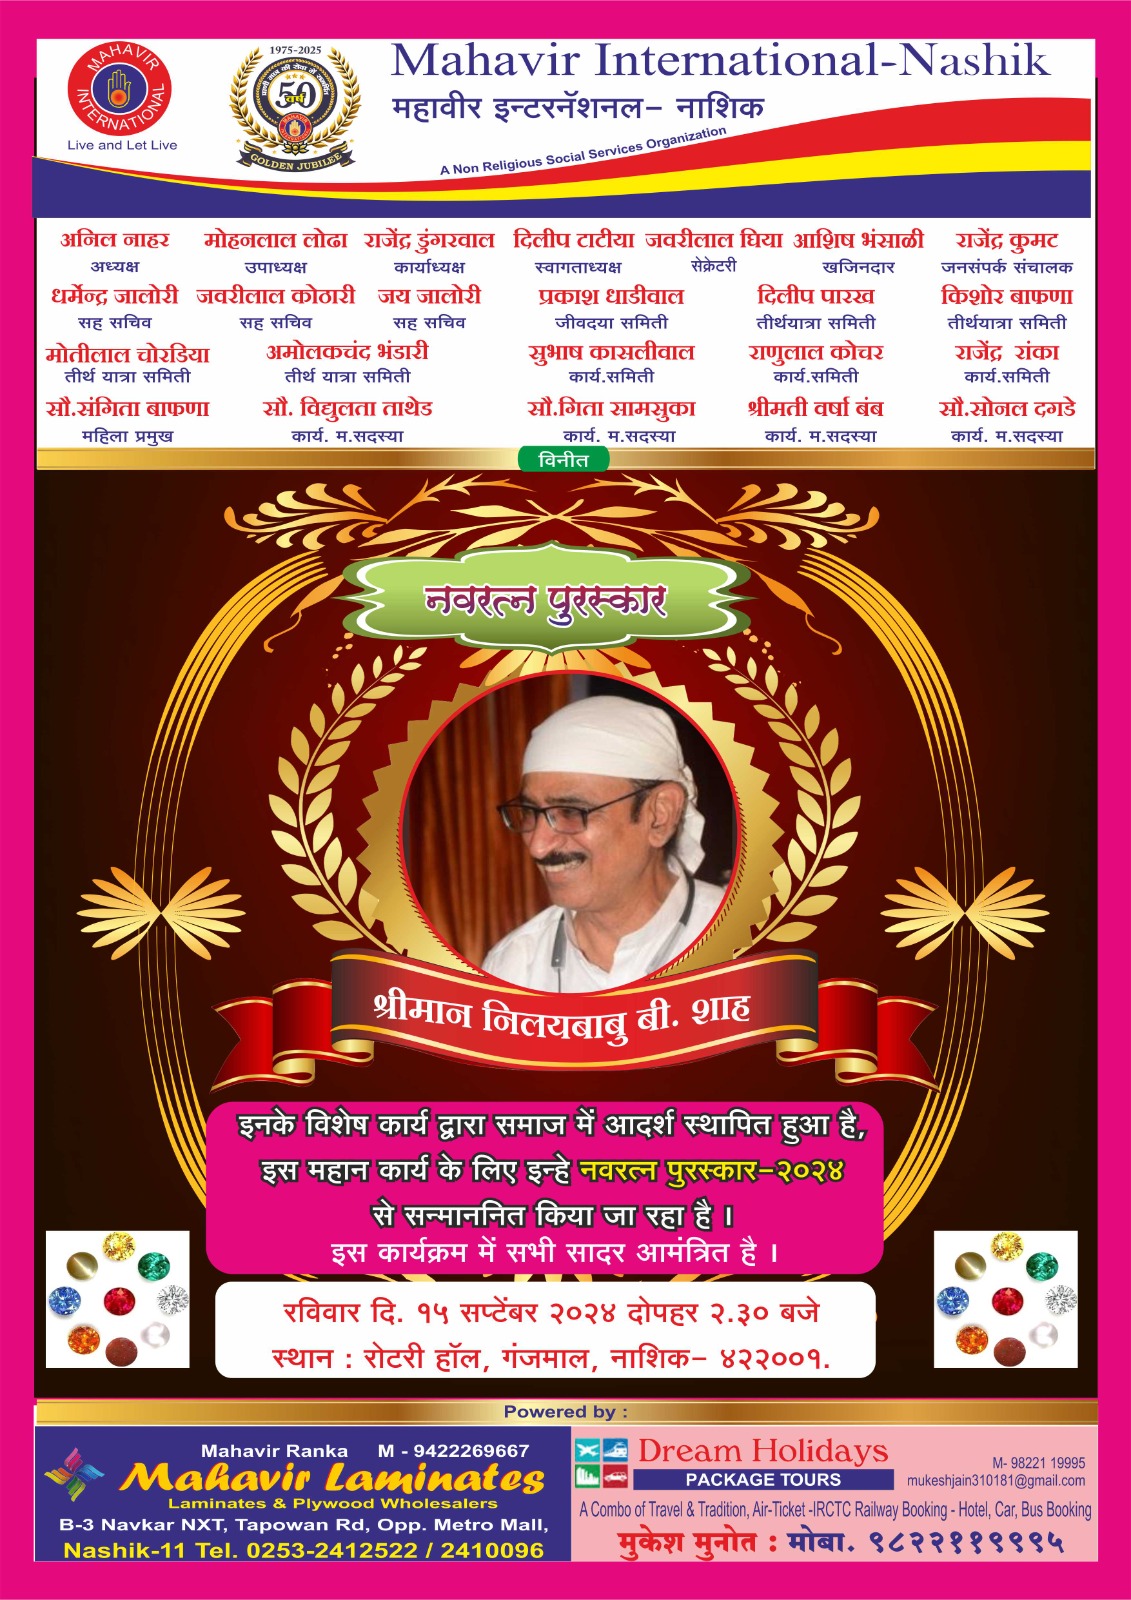 MAHAVIR INTERNATIONAL
Live and Let Live
1975-2025
50
वर्ष
GOLDEN JUBILEE
Mahavir International-Nashik
महावीर इन्टरनॅशनल- नाशिक
A Non Religious Social Services Organization
अनिल नाहर मोहनलाल लोढा राजेंद्र डुंगरवाल दिलीप टाटीया जवरीलाल घिया आशिष भंसाळी राजेंद्र कुमट
अध्यक्ष उपाध्यक्ष कार्याध्यक्ष स्वागताध्यक्ष सेक्रेटरी खजिनदार जनसंपर्क संचालक
धर्मेन्द्र जालोरी जवरीलाल कोठारी जय जालोरी प्रकाश धाडीवाल दिलीप पारख किशोर बाफणा
सह सचिव सह सचिव सह सचिव जीवदया समिती तीर्थयात्रा समिती तीर्थयात्रा समिती
मोतीलाल चोरडिया अमोलकचंद भंडारी सुभाष कासलीवाल राणुलाल कोचर राजेंद्र रांका
तीर्थ यात्रा समिती तीर्थ यात्रा समिती कार्य.समिती कार्य.समिती कार्य.समिती
सौ.संगिता बाफणा सौ. विद्युलता ताथेड सौ.गिता सामसुका श्रीमती वर्षा बंब सौ.सोनल दगडे
महिला प्रमुख कार्य. म.सदस्या कार्य. म.सदस्या कार्य. म.सदस्या कार्य. म.सदस्या
विनीत
नवरत्न पुरस्कार
श्रीमान निलयबाबु बी. शाह
इनके विशेष कार्य द्वारा समाज में आदर्श स्थापित हुआ है,
इस महान कार्य के लिए इन्हे नवरत्न पुरस्कार-२०२४
से सन्माननित किया जा रहा है ।
इस कार्यक्रम में सभी सादर आमंत्रित है ।
रविवार दि. १५ सप्टेंबर २०२४ दोपहर २.३० बजे
स्थान : रोटरी हॉल, गंजमाल, नाशिक- ४२२००१.
Powered by :
Mahavir Ranka M - 9422269667
Mahavir Laminates
Laminates & Plywood Wholesalers
B-3 Navkar NXT, Tapowan Rd, Opp. Metro Mall,
Nashik-11 Tel. 0253-2412522 / 2410096
Dream Holidays
PACKAGE TOURS
M- 98221 19995
mukeshjain310181@gmail.com
A Combo of Travel & Tradition, Air-Ticket -IRCTC Railway Booking - Hotel, Car, Bus Booking
मुकेश मुनोत : मोबा. ९८२२११९९९५